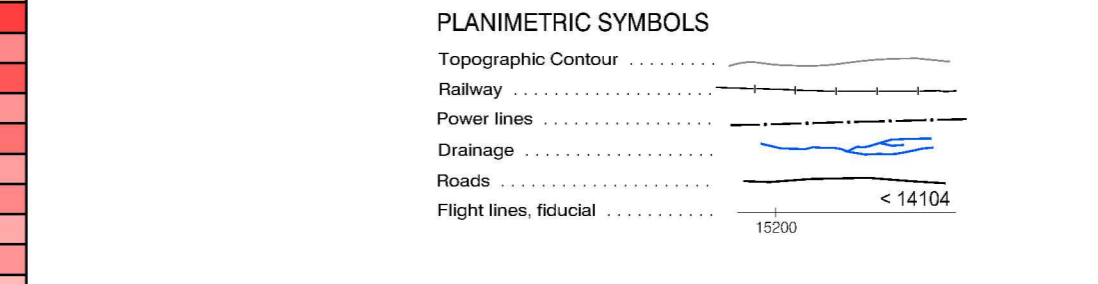 PLANIMETRIC SYMBOLS
Topographic Contour . . . . . . . . .
Railway . . . . . . . . . . . . . . . . . . . .
Power lines . . . . . . . . . . . . . . . . .
Drainage . . . . . . . . . . . . . . . . . . .
Roads . . . . . . . . . . . . . . . . . . . . .
< 14104
Flight lines, fiducial . . . . . . . . . . .
15200